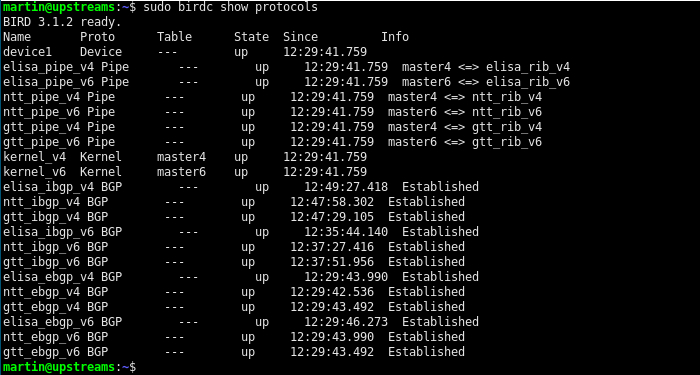 martin@upstreams:~$ sudo birdc show protocols
BIRD 3.1.2 ready.
Name       Proto      Table      State  Since         Info
device1    Device     ---        up     12:29:41.759
elisa_pipe_v4 Pipe       ---        up     12:29:41.759  master4 <=> elisa_rib_v4
elisa_pipe_v6 Pipe       ---        up     12:29:41.759  master6 <=> elisa_rib_v6
ntt_pipe_v4 Pipe       ---        up     12:29:41.759  master4 <=> ntt_rib_v4
ntt_pipe_v6 Pipe       ---        up     12:29:41.759  master6 <=> ntt_rib_v6
gtt_pipe_v4 Pipe       ---        up     12:29:41.759  master4 <=> gtt_rib_v4
gtt_pipe_v6 Pipe       ---        up     12:29:41.759  master6 <=> gtt_rib_v6
kernel_v4  Kernel     master4    up     12:29:41.759
kernel_v6  Kernel     master6    up     12:29:41.759
elisa_ibgp_v4 BGP        ---        up     12:49:27.418  Established
ntt_ibgp_v4 BGP        ---        up     12:47:58.302  Established
gtt_ibgp_v4 BGP        ---        up     12:47:29.105  Established
elisa_ibgp_v6 BGP        ---        up     12:35:44.140  Established
ntt_ibgp_v6 BGP        ---        up     12:37:27.416  Established
gtt_ibgp_v6 BGP        ---        up     12:37:51.956  Established
elisa_ebgp_v4 BGP        ---        up     12:29:43.990  Established
ntt_ebgp_v4 BGP        ---        up     12:29:42.536  Established
gtt_ebgp_v4 BGP        ---        up     12:29:43.492  Established
elisa_ebgp_v6 BGP        ---        up     12:29:46.273  Established
ntt_ebgp_v6 BGP        ---        up     12:29:43.990  Established
gtt_ebgp_v6 BGP        ---        up     12:29:43.492  Established
martin@upstreams:~$